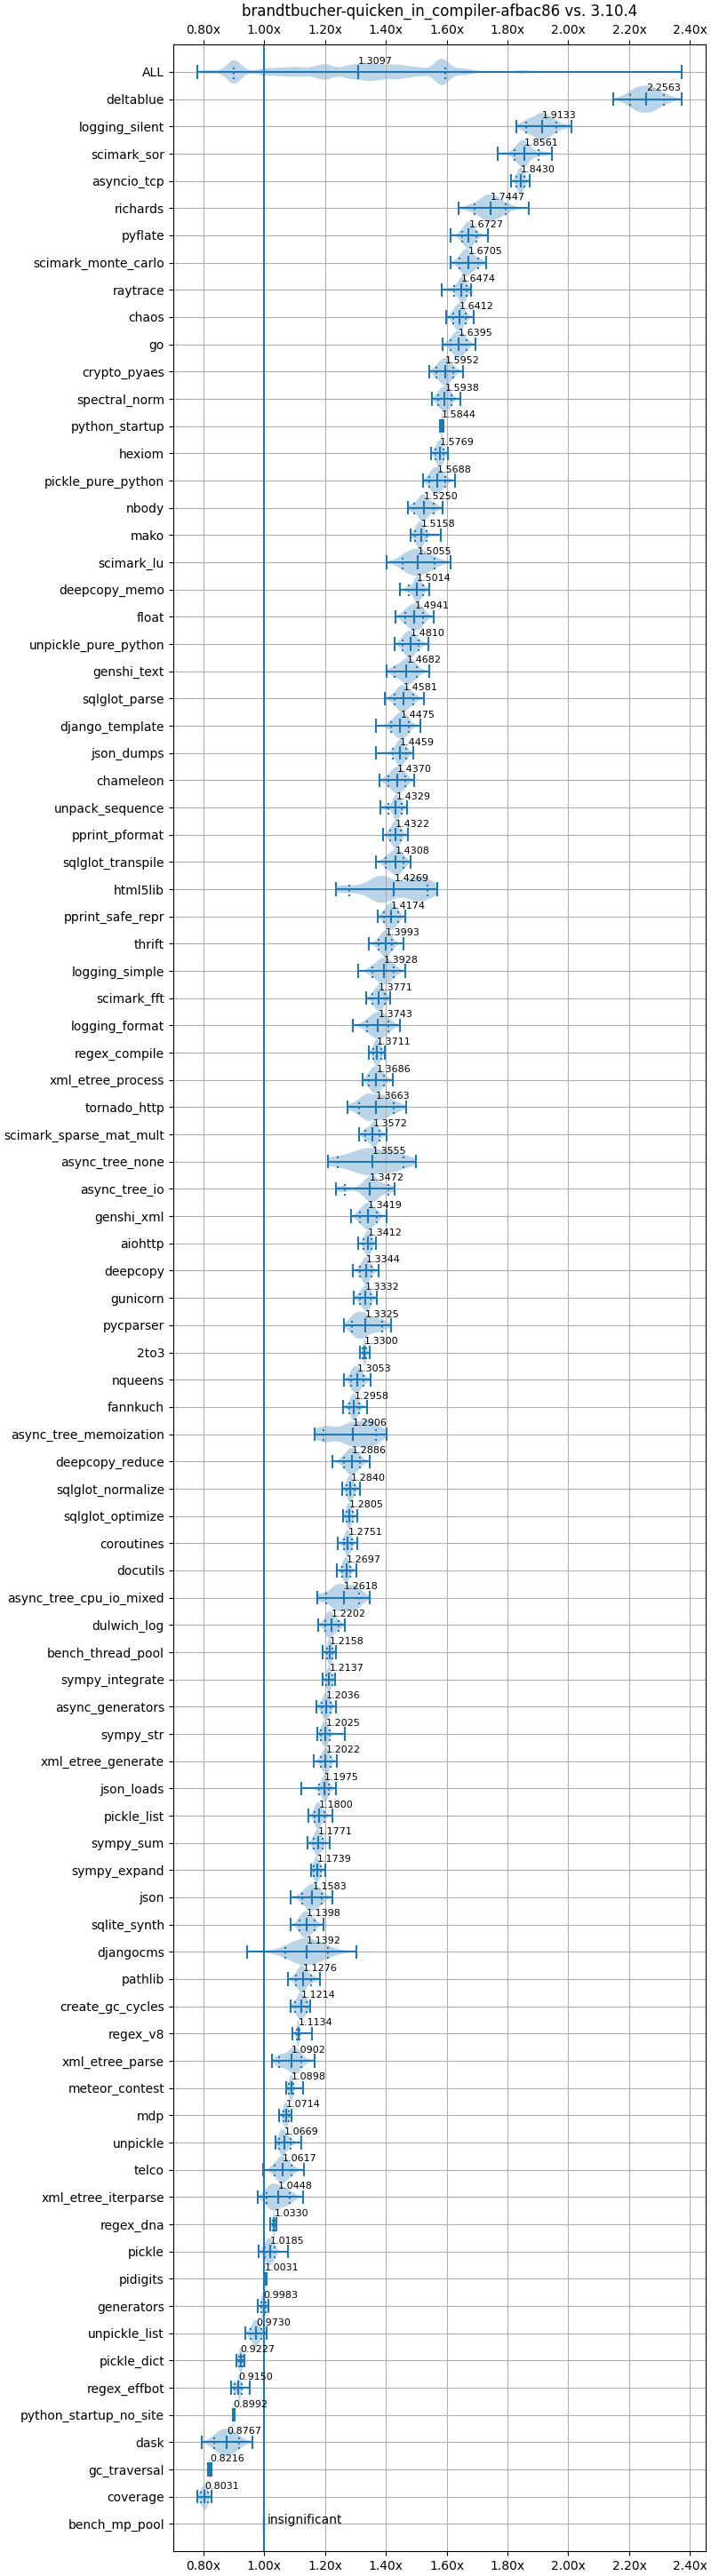 brandtbucher-quicken_in_compiler-afbac86 vs. 3.10.4
0.80x 1.00x 1.20x 1.40x 1.60x 1.80x 2.00x 2.20x 2.40x
ALL 1.3097
deltablue 2.2563
logging_silent 1.9133
scimark_sor 1.8561
asyncio_tcp 1.8430
richards 1.7447
pyflate 1.6727
scimark_monte_carlo 1.6705
raytrace 1.6474
chaos 1.6412
go 1.6395
crypto_pyaes 1.5952
spectral_norm 1.5938
python_startup 1.5844
hexiom 1.5769
pickle_pure_python 1.5688
nbody 1.5250
mako 1.5158
scimark_lu 1.5055
deepcopy_memo 1.5014
float 1.4941
unpickle_pure_python 1.4810
genshi_text 1.4682
sqlglot_parse 1.4581
django_template 1.4475
json_dumps 1.4459
chameleon 1.4370
unpack_sequence 1.4329
pprint_pformat 1.4322
sqlglot_transpile 1.4308
html5lib 1.4269
pprint_safe_repr 1.4174
thrift 1.3993
logging_simple 1.3928
scimark_fft 1.3771
logging_format 1.3743
regex_compile 1.3711
xml_etree_process 1.3686
tornado_http 1.3663
scimark_sparse_mat_mult 1.3572
async_tree_none 1.3555
async_tree_io 1.3472
genshi_xml 1.3419
aiohttp 1.3412
deepcopy 1.3344
gunicorn 1.3332
pycparser 1.3325
2to3 1.3300
nqueens 1.3053
fannkuch 1.2958
async_tree_memoization 1.2906
deepcopy_reduce 1.2886
sqlglot_normalize 1.2840
sqlglot_optimize 1.2805
coroutines 1.2751
docutils 1.2697
async_tree_cpu_io_mixed 1.2618
dulwich_log 1.2202
bench_thread_pool 1.2158
sympy_integrate 1.2137
async_generators 1.2036
sympy_str 1.2025
xml_etree_generate 1.2022
json_loads 1.1975
pickle_list 1.1800
sympy_sum 1.1771
sympy_expand 1.1739
json 1.1583
sqlite_synth 1.1398
djangocms 1.1392
pathlib 1.1276
create_gc_cycles 1.1214
regex_v8 1.1134
xml_etree_parse 1.0902
meteor_contest 1.0898
mdp 1.0714
unpickle 1.0669
telco 1.0617
xml_etree_iterparse 1.0448
regex_dna 1.0330
pickle 1.0185
pidigits 1.0031
generators 0.9983
unpickle_list 0.9730
pickle_dict 0.9227
regex_effbot 0.9150
python_startup_no_site 0.8992
dask 0.8767
gc_traversal 0.8216
coverage 0.8031
bench_mp_pool insignificant
0.80x 1.00x 1.20x 1.40x 1.60x 1.80x 2.00x 2.20x 2.40x